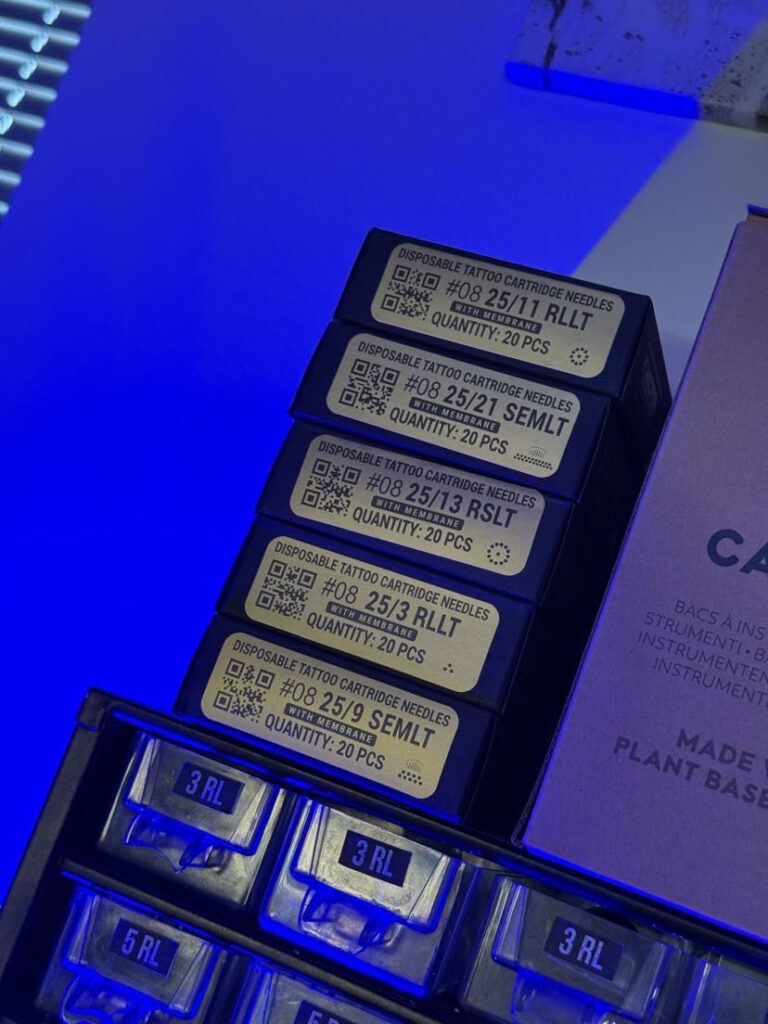 DISPOSABLE TATTOO CARTRIDGE NEEDLES
#08 25/11 RLLT
WITH MEMBRANE
QUANTITY: 20 PCS
DISPOSABLE TATTOO CARTRIDGE NEEDLES
#08 25/21 SEMLT
WITH MEMBRANE
QUANTITY: 20 PCS
DISPOSABLE TATTOO CARTRIDGE NEEDLES
#08 25/13 RSLT
WITH MEMBRANE
QUANTITY: 20 PCS
DISPOSABLE TATTOO CARTRIDGE NEEDLES
#08 25/3 RLLT
WITH MEMBRANE
QUANTITY: 20 PCS
DISPOSABLE TATTOO CARTRIDGE NEEDLES
#08 25/9 SEMLT
WITH MEMBRANE
QUANTITY: 20 PCS
BACS À INS
STRUMENTI • B
INSTRUMENTEN
INSTRUMENT
MADE
PLANT BASE
3 RL
3 RL
3 RL
5 RL